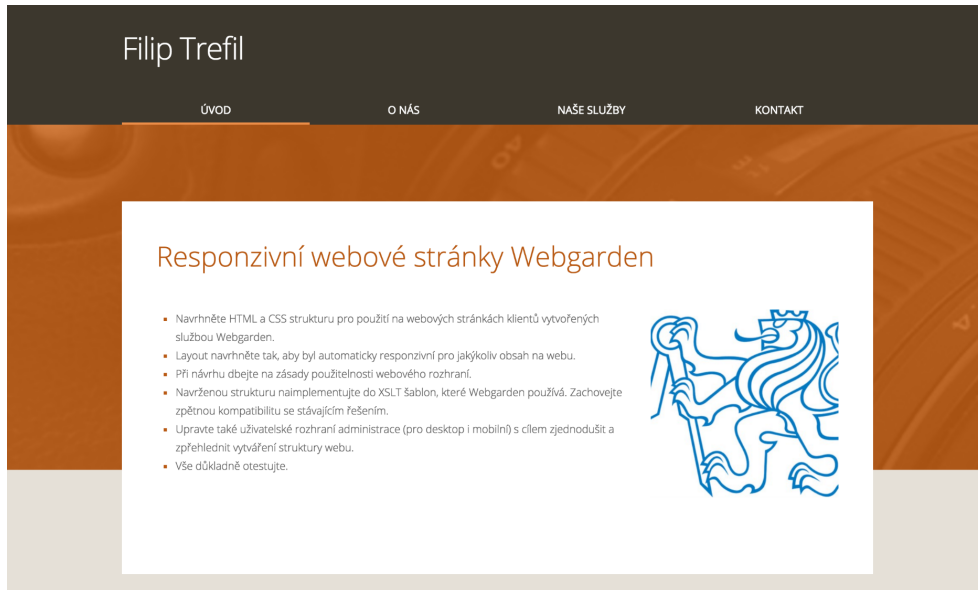 Filip Trefil
ÚVOD O NÁS NAŠE SLUŽBY KONTAKT
Responzivní webové stránky Webgarden
Navrhněte HTML a CSS strukturu pro použití na webových stránkách klientů vytvořených
službou Webgarden.
Layout navrhněte tak, aby byl automaticky responzivní pro jakýkoliv obsah na webu.
Při návrhu dbejte na zásady použitelnosti webového rozhraní.
Navrženou strukturu naimplementujte do XSLT šablon, které Webgarden používá. Zachovejte
zpětnou kompatibilitu se stávajícím řešením.
Upravte také uživatelské rozhraní administrace (pro desktop i mobilní) s cílem zjednodušit a
zpřehlednit vytváření struktury webu.
Vše důkladně otestujte.